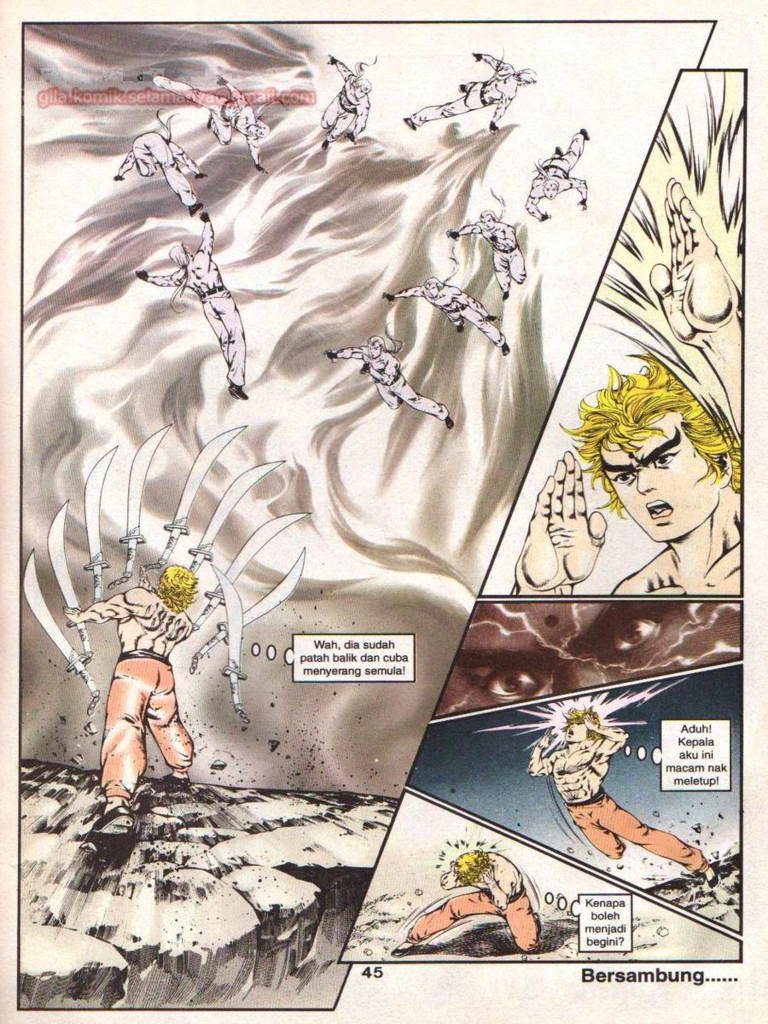 Wah, dia sudah
patah balik dan cuba
menyerang semula!
Aduh!
Kepala
aku ini
macam nak
meletup!
Kenapa
boleh
menjadi
begini?
45
Bersambung......